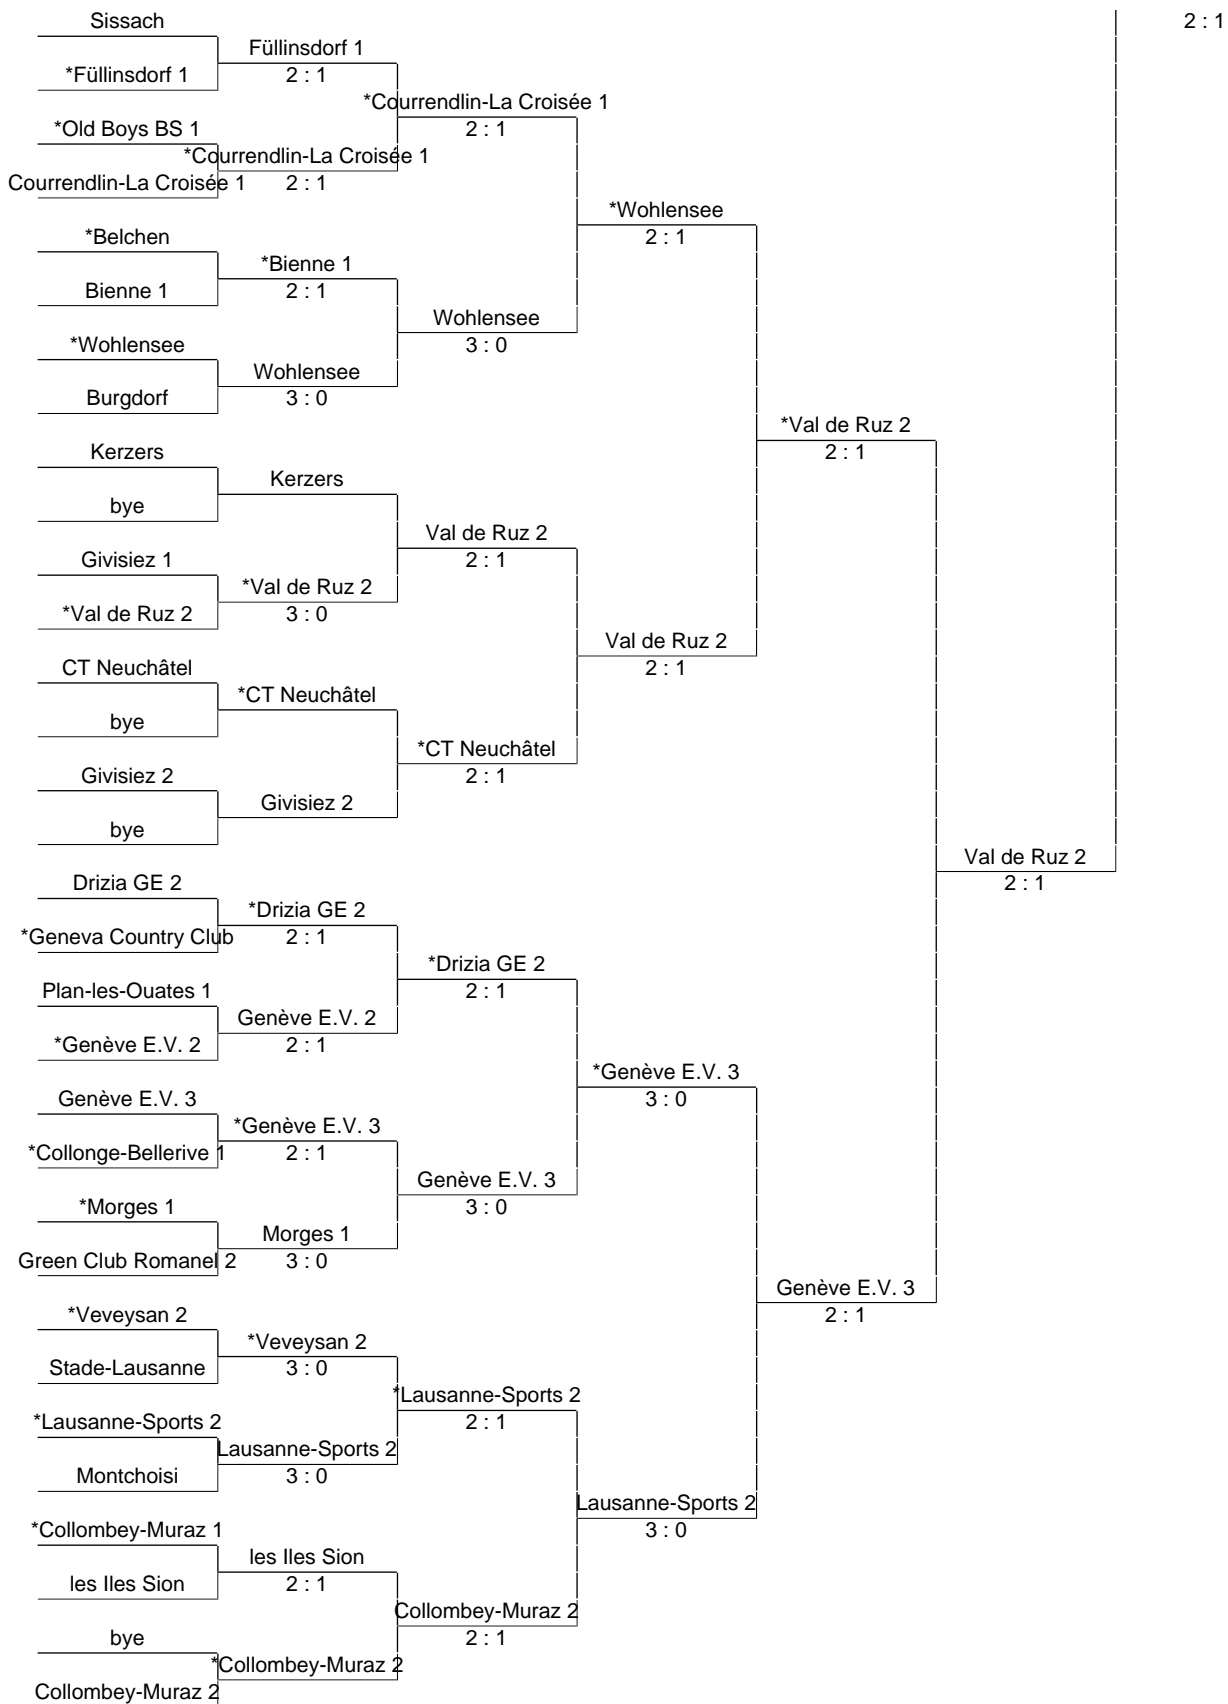 Sissach
2 : 1
Füllinsdorf 1
*Füllinsdorf 1
2 : 1
*Courrendlin-La Croisée 1
*Old Boys BS 1
2 : 1
*Courrendlin-La Croisée 1
Courrendlin-La Croisée 1
2 : 1
*Wohlensee
*Belchen
2 : 1
*Bienne 1
Bienne 1
2 : 1
Wohlensee
*Wohlensee
3 : 0
Wohlensee
Burgdorf
3 : 0
*Val de Ruz 2
Kerzers
2 : 1
Kerzers
bye
Val de Ruz 2
Givisiez 1
2 : 1
*Val de Ruz 2
*Val de Ruz 2
3 : 0
Val de Ruz 2
CT Neuchâtel
2 : 1
*CT Neuchâtel
bye
*CT Neuchâtel
Givisiez 2
2 : 1
Givisiez 2
bye
Val de Ruz 2
Drizia GE 2
2 : 1
*Drizia GE 2
*Geneva Country Club
2 : 1
*Drizia GE 2
Plan-les-Ouates 1
2 : 1
Genève E.V. 2
*Genève E.V. 2
2 : 1
*Genève E.V. 3
Genève E.V. 3
3 : 0
*Genève E.V. 3
*Collonge-Bellerive 1
2 : 1
Genève E.V. 3
*Morges 1
3 : 0
Morges 1
Green Club Romanel 2
3 : 0
Genève E.V. 3
*Veveysan 2
2 : 1
*Veveysan 2
Stade-Lausanne
3 : 0
*Lausanne-Sports 2
*Lausanne-Sports 2
2 : 1
Lausanne-Sports 2
Montchoisi
3 : 0
Lausanne-Sports 2
*Collombey-Muraz 1
3 : 0
les Iles Sion
les Iles Sion
2 : 1
Collombey-Muraz 2
bye
2 : 1
*Collombey-Muraz 2
Collombey-Muraz 2